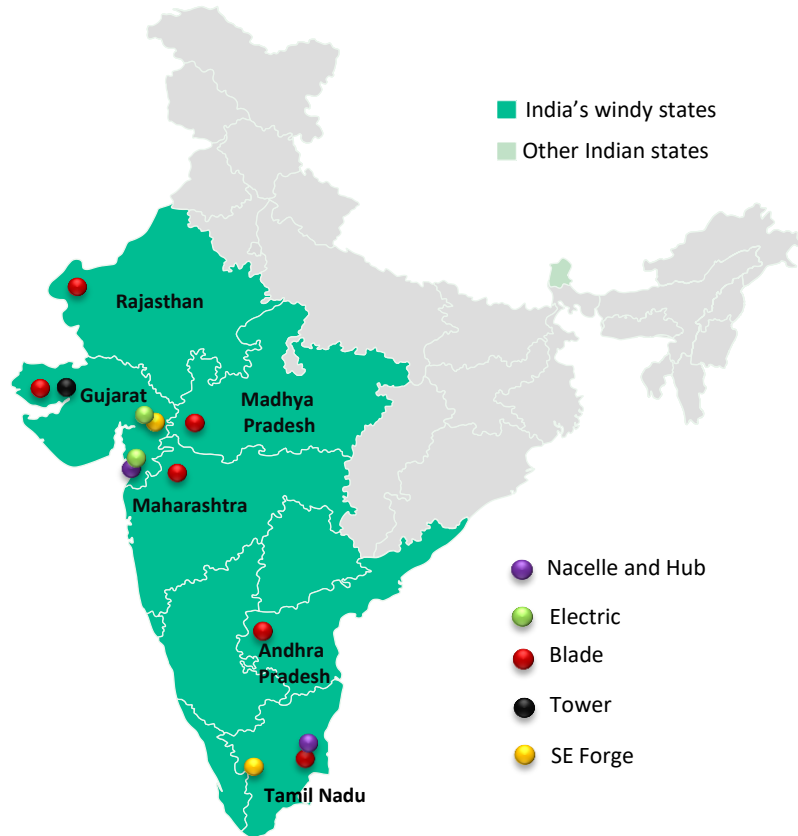 India’s windy states
Other Indian states
Rajasthan
Gujarat
Madhya
Pradesh
Maharashtra
Nacelle and Hub
Electric
Blade
Andhra
Pradesh
Tower
SE Forge
Tamil Nadu